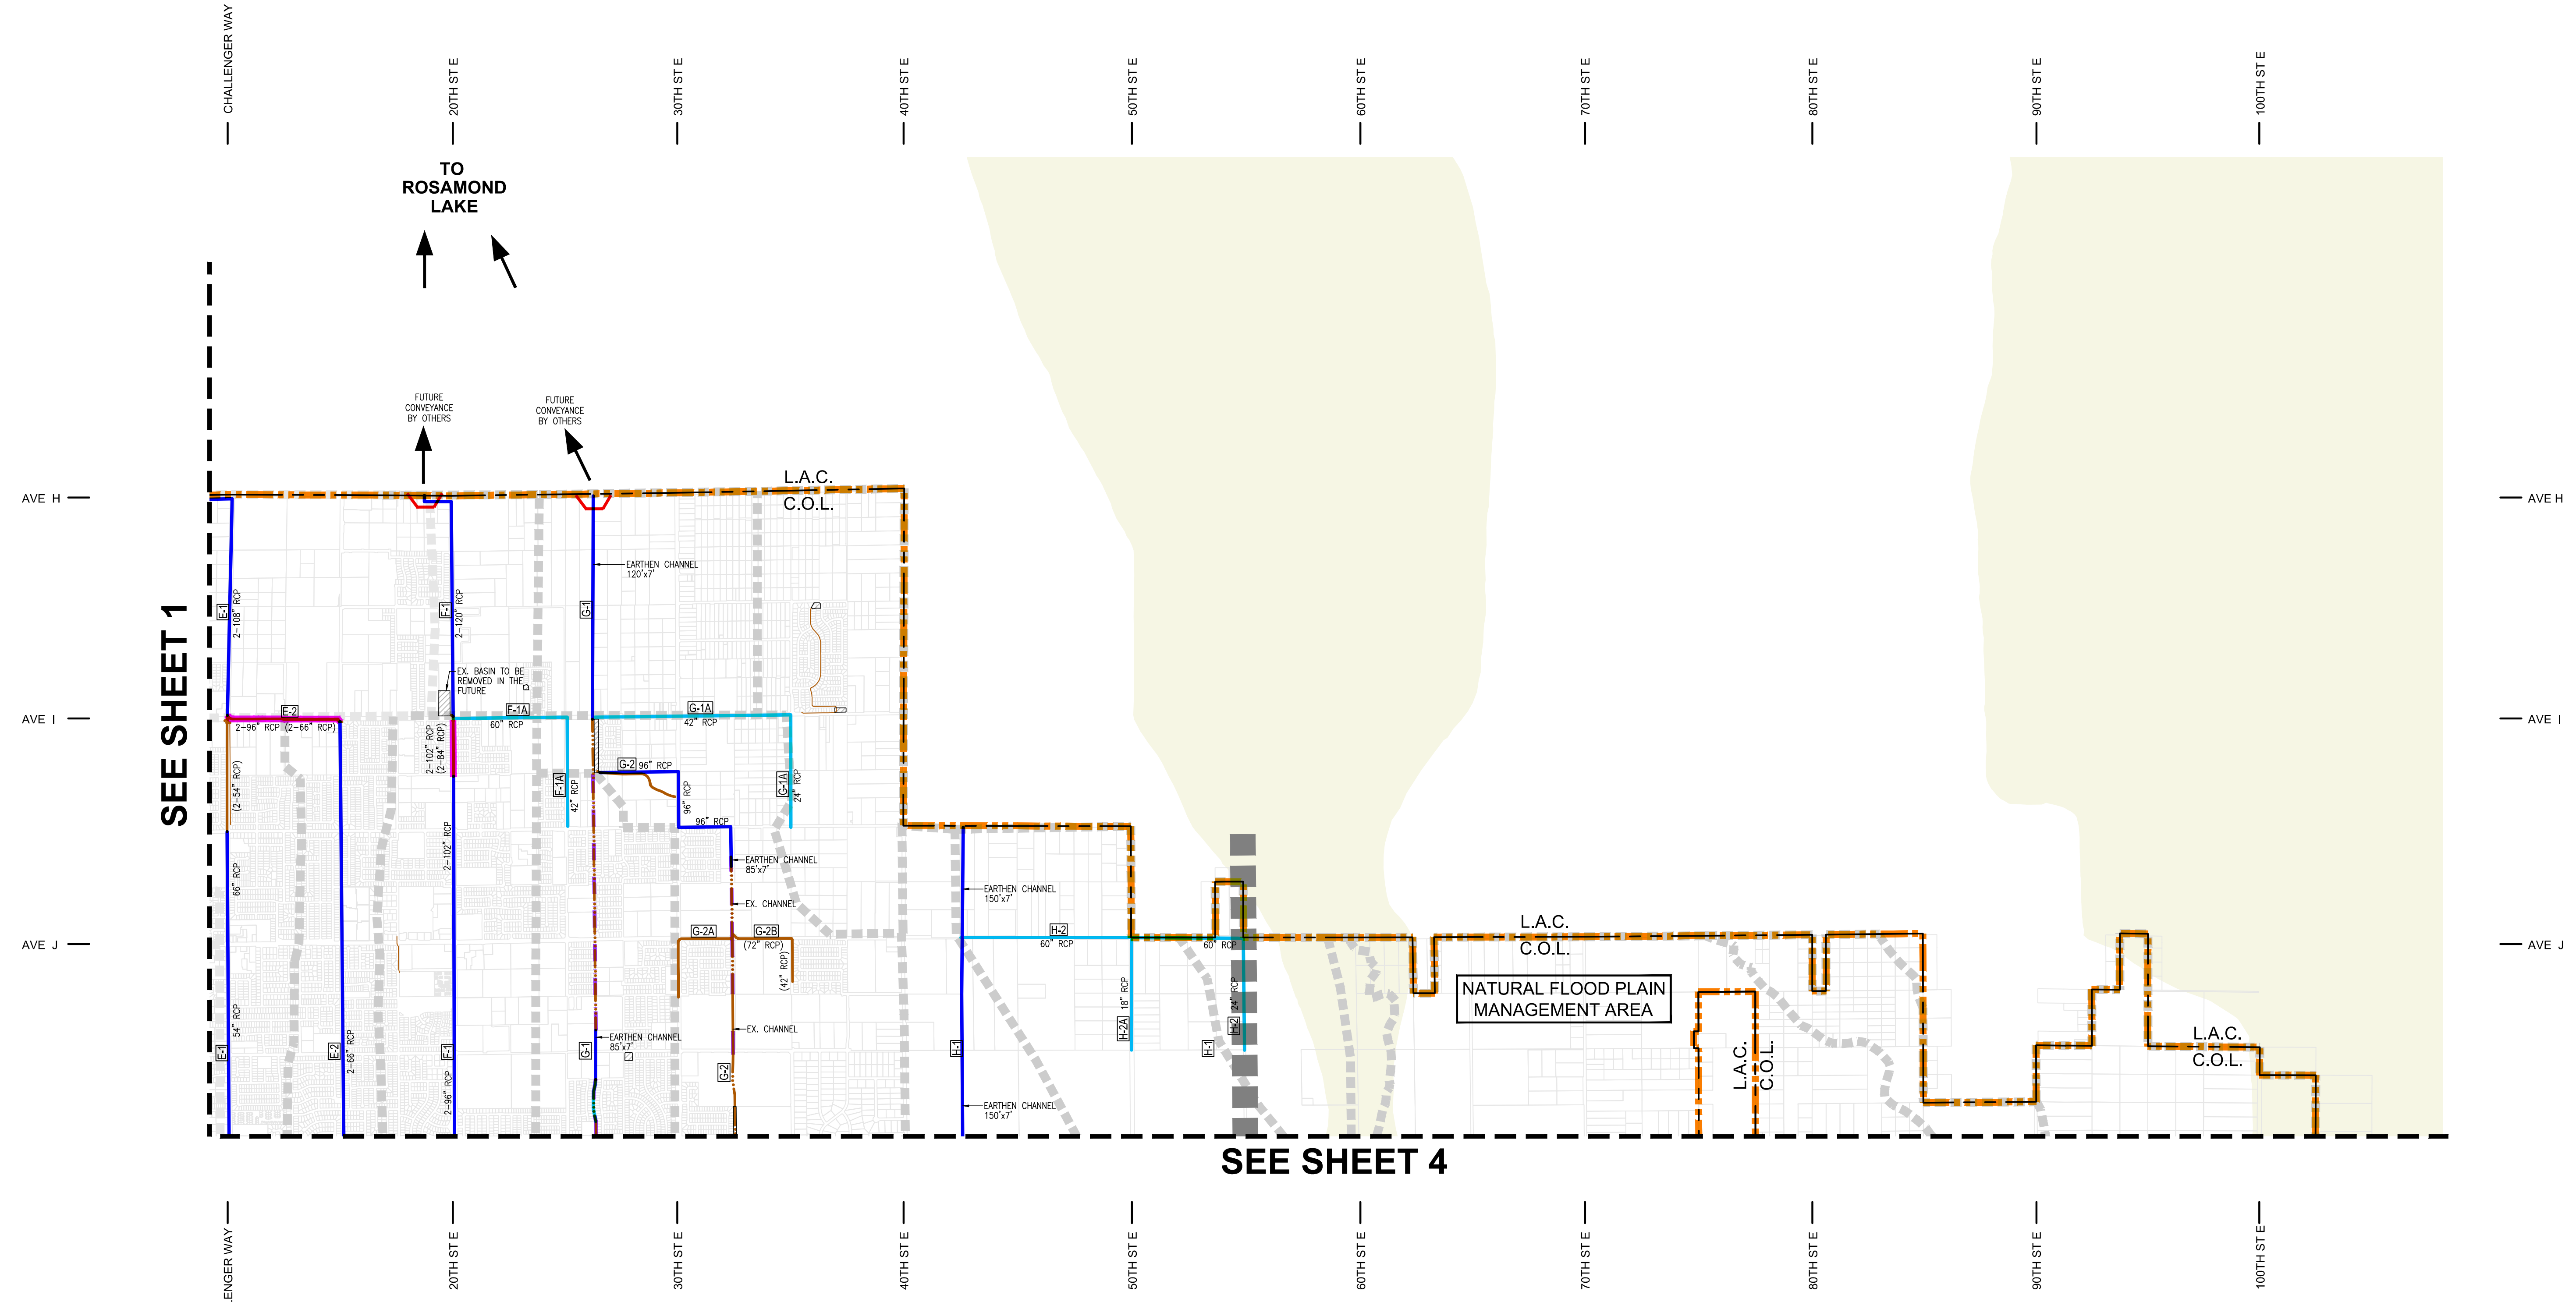 CHALLENGER WAY
20TH ST E
30TH ST E
40TH ST E
50TH ST E
60TH ST E
70TH ST E
80TH ST E
90TH ST E
100TH ST E
TO
ROSAMOND
LAKE
FUTURE
CONVEYANCE
BY OTHERS
FUTURE
CONVEYANCE
BY OTHERS
L.A.C.
C.O.L.
AVE H
AVE H
EARTHEN CHANNEL
120'x7'
E-1
2-108" RCP
F-1
2-120" RCP
G-1
SEE SHEET 1
EX. BASIN TO BE
REMOVED IN THE
FUTURE
AVE I
AVE I
E-2
2-96" RCP (2-66" RCP)
F-1A
60" RCP
G-1A
42" RCP
2-102" RCP
(2-84" RCP)
(2-54" RCP)
F-1A
42" RCP
G-2
96" RCP
96" RCP
G-1A
24" RCP
96" RCP
66" RCP
2-102" RCP
EARTHEN CHANNEL
85'x7'
EX. CHANNEL
EARTHEN CHANNEL
150'x7'
G-2A
G-2B
(72" RCP)
(42" RCP)
H-2
60" RCP
60" RCP
L.A.C.
C.O.L.
AVE J
AVE J
NATURAL FLOOD PLAIN
MANAGEMENT AREA
54" RCP
E-1
E-2
2-66" RCP
F-1
2-96" RCP
G-1
EARTHEN CHANNEL
85'x7'
EX. CHANNEL
G-2
H-1
EARTHEN CHANNEL
150'x7'
H-2A
18" RCP
H-1
H-2
24" RCP
L.A.C.
C.O.L.
L.A.C.
C.O.L.
SEE SHEET 4
LENGER WAY
20TH ST E
30TH ST E
40TH ST E
50TH ST E
60TH ST E
70TH ST E
80TH ST E
90TH ST E
100TH ST E